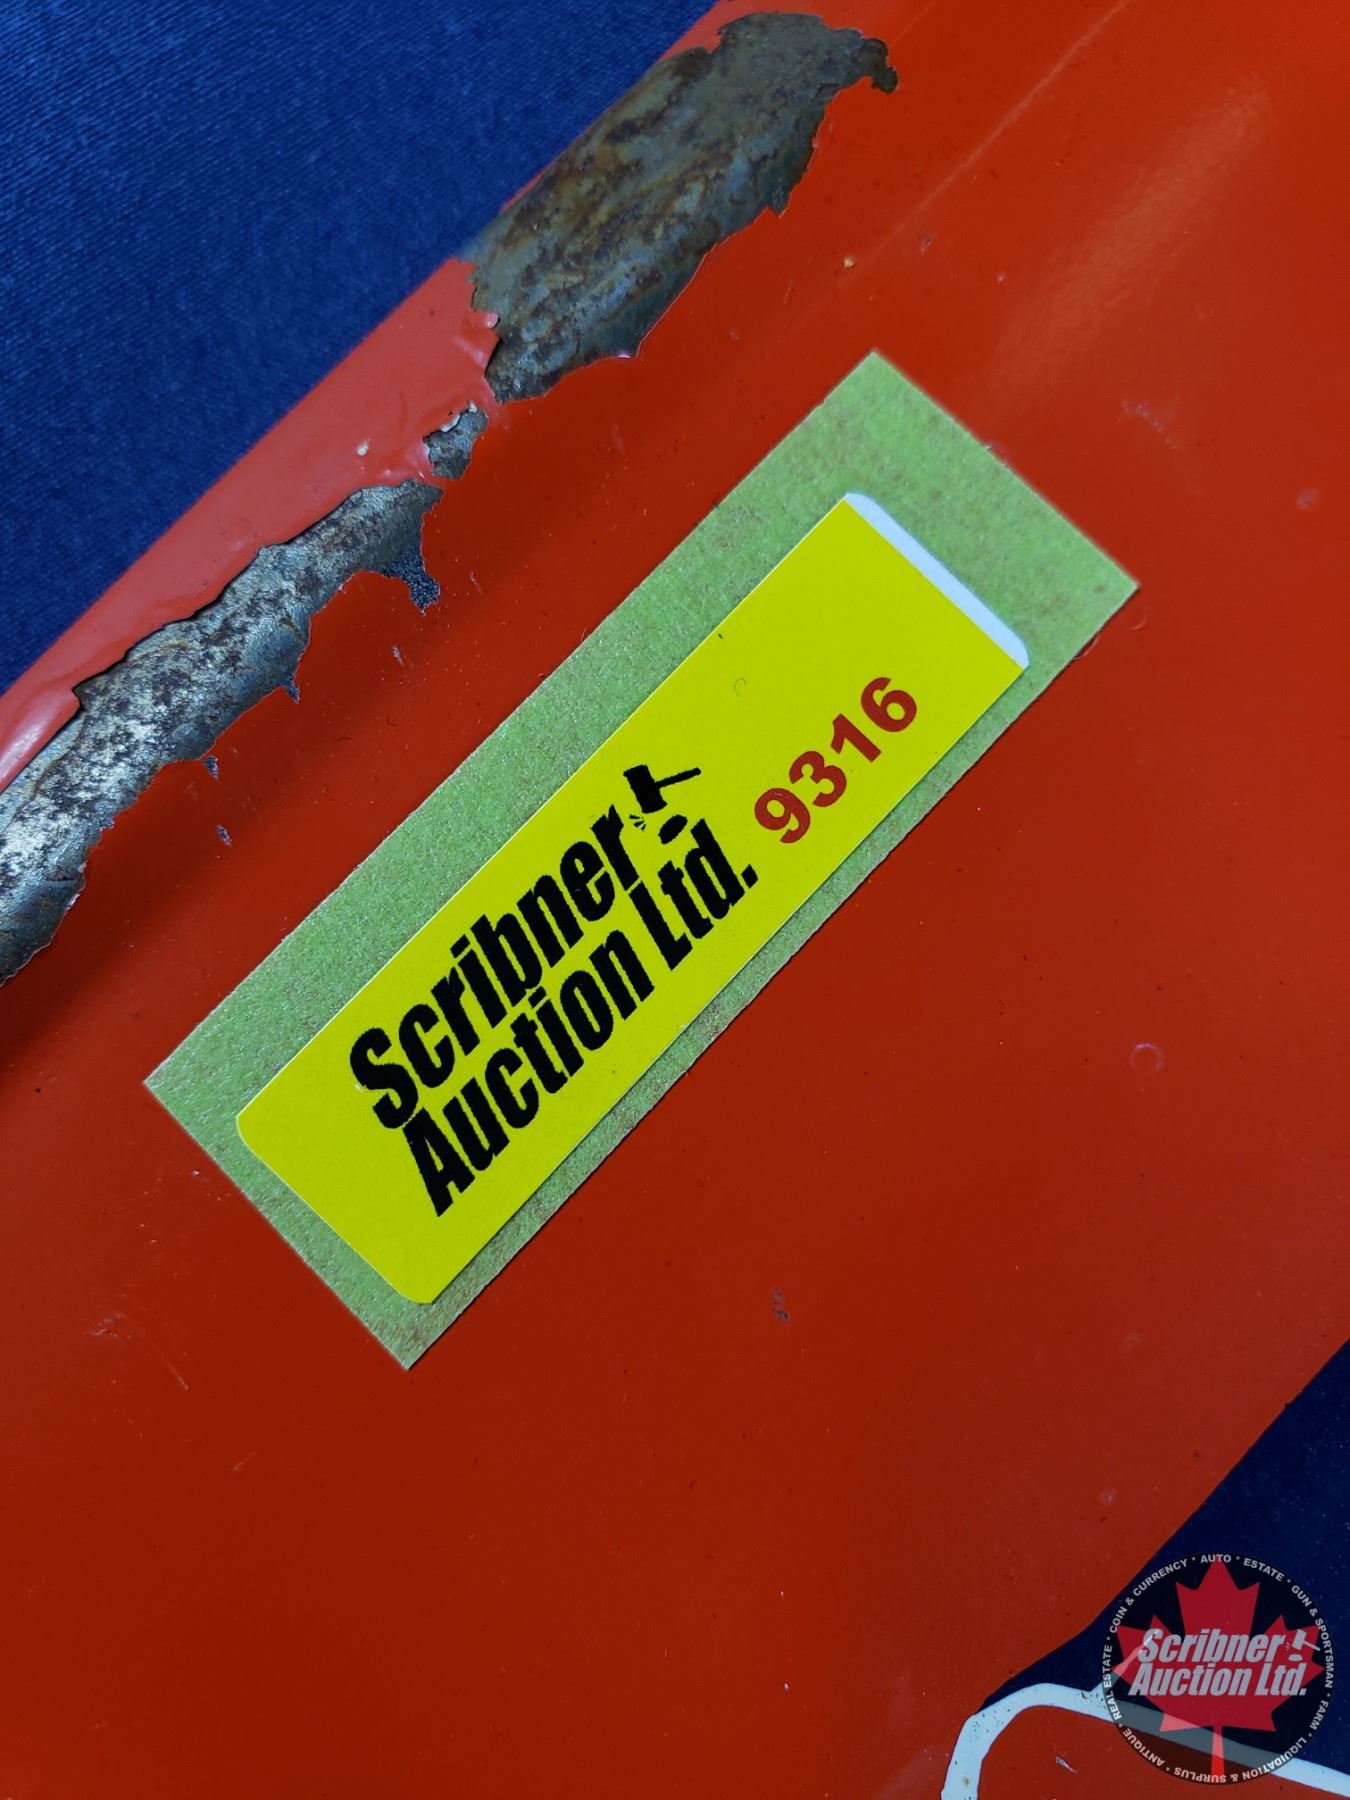 Scribner
Auction Ltd.
9316
REAL ESTATE * COIN & CURRENCY * AUTO * ESTATE * GUN & SPORTSMAN * FARM * LIQUIDATION & SURPLUS * ANTIQUE *
Scribner
Auction Ltd.